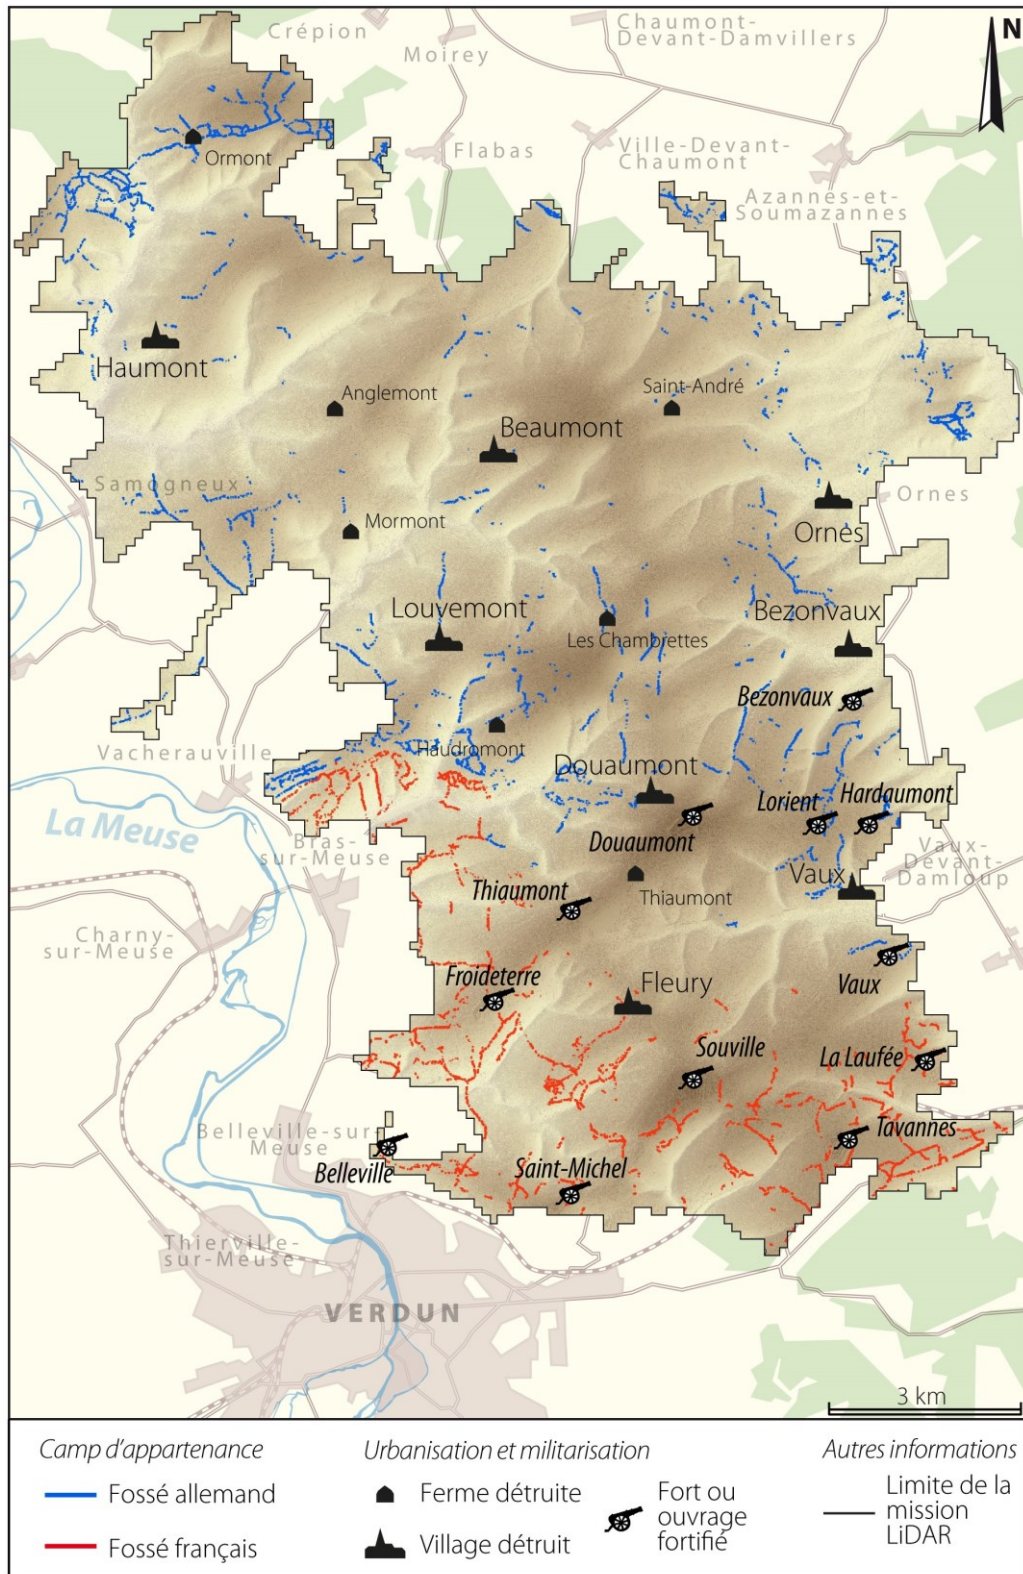 Crépion
Moirey
Chaumont-
Devant-Damvillers
N
Ormont
Flabas
Ville-Devant-
Chaumont
Azannes-et-
Soumazannes
Haumont
Anglemont
Saint-André
Beaumont
Samogneux
Ornes
Mormont
Ornes
Louvemont
Les Chambrettes
Bezonvaux
Bezonvaux
Vacherauville
Haudromont
Douaumont
La Meuse
Douaumont
Lorient
Hardaumont
Bras-
sur-Meuse
Vaux-
Devant-
Damloup
Thiaumont
Thiaumont
Vaux
Charny-
sur-Meuse
Froideterre
Fleury
Vaux
Souville
La Laufée
Belleville-sur-
Meuse
Tavannes
Belleville
Saint-Michel
Thierville-
sur-Meuse
VERDUN
3 km
Camp d'appartenance
Fossé allemand
Fossé français
Urbanisation et militarisation
Ferme détruite
Village détruit
Fort ou
ouvrage
fortifié
Autres informations
Limite de la
mission
LiDAR